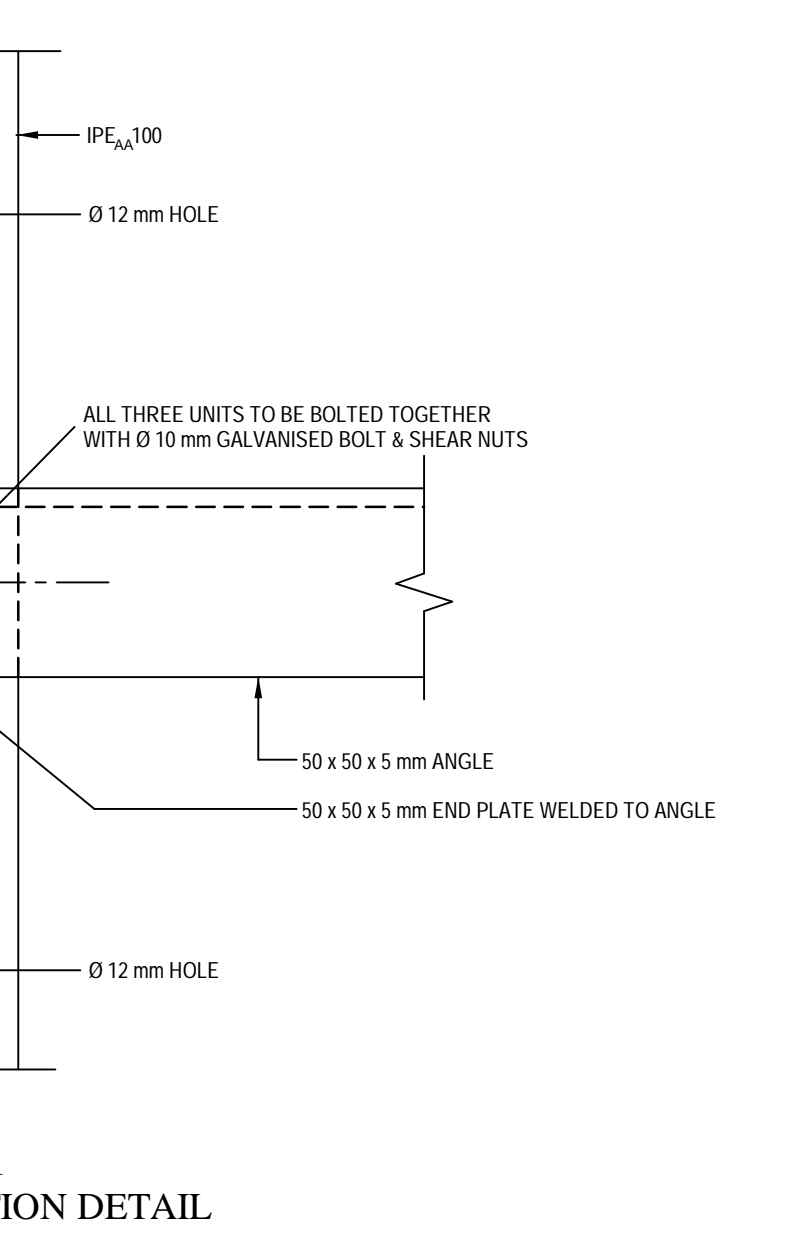 IPEAA100
Ø 12 mm HOLE
ALL THREE UNITS TO BE BOLTED TOGETHER
WITH Ø 10 mm GALVANISED BOLT & SHEAR NUTS
50 x 50 x 5 mm ANGLE
50 x 50 x 5 mm END PLATE WELDED TO ANGLE
Ø 12 mm HOLE
TION DETAIL